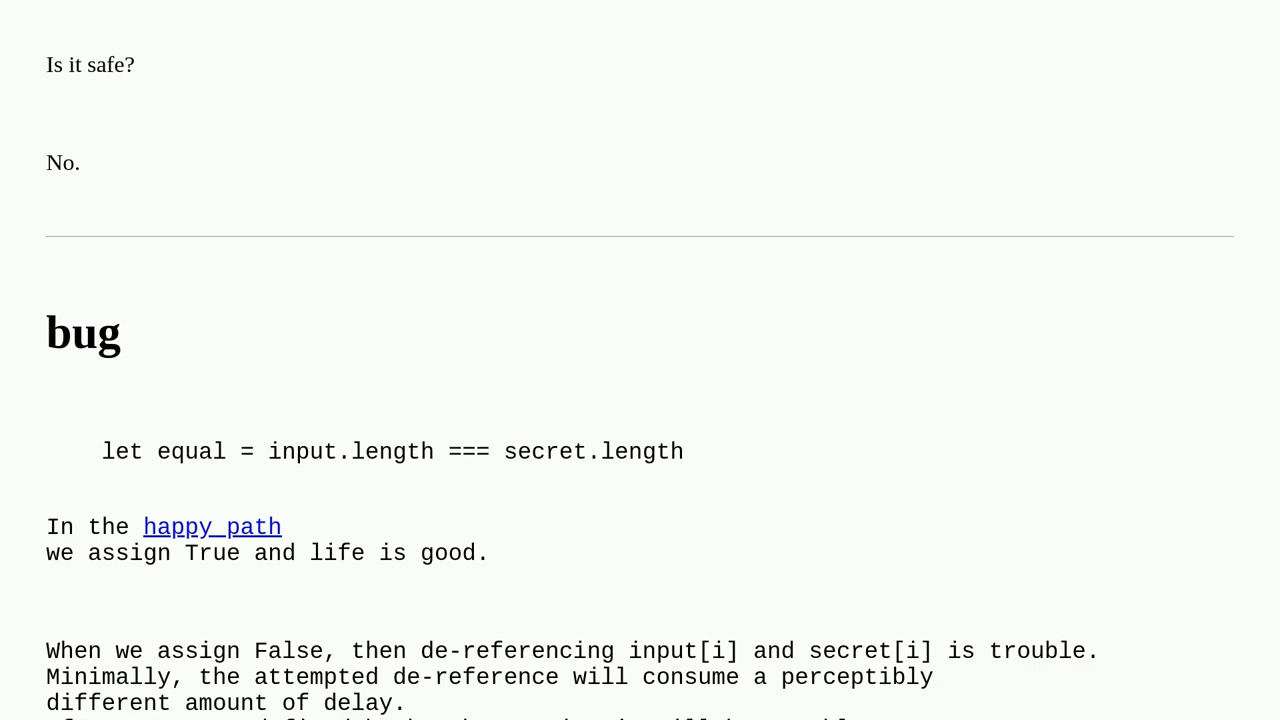 Is it safe?
No.
bug
let equal = input.length === secret.length
In the happy path
we assign True and life is good.
When we assign False, then de-referencing input[i] and secret[i] is trouble.
Minimally, the attempted de-reference will consume a perceptibly
different amount of delay.